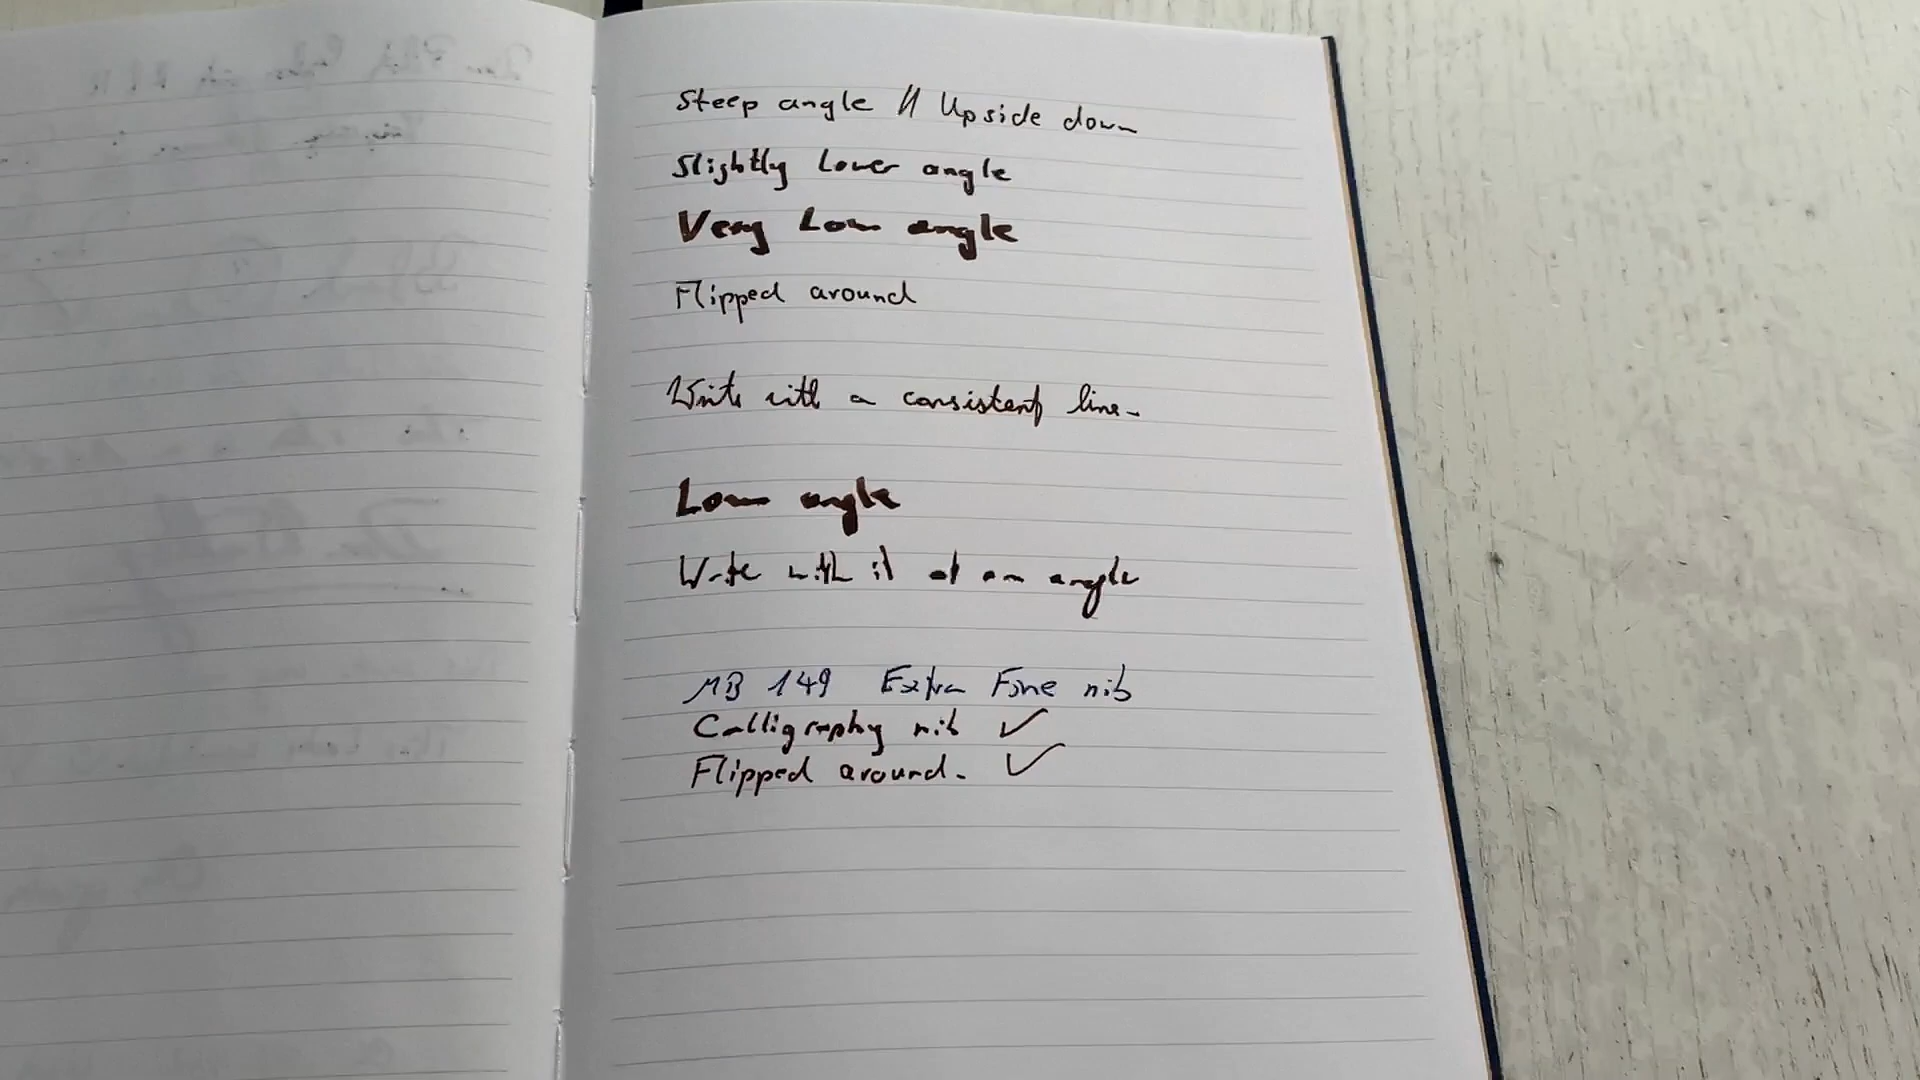 Steep angle // Upside down
Slightly Lower angle
Very Low angle
Flipped around
Write with a consistent line.
Low angle
Write with it at an angle
MB 149 Extra Fine nib
Calligraphy nib ✓
Flipped around. ✓